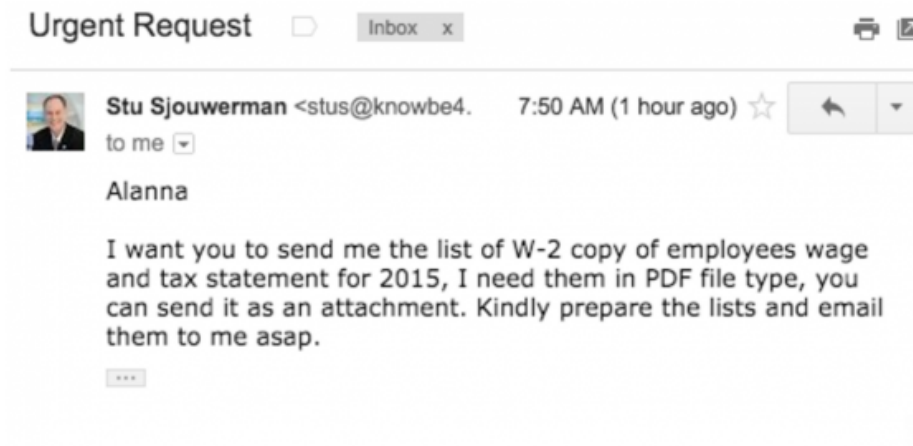 Urgent Request
Inbox x
Stu Sjouwerman <stus@knowbe4. 7:50 AM (1 hour ago)
to me
Alanna
I want you to send me the list of W-2 copy of employees wage
and tax statement for 2015, I need them in PDF file type, you
can send it as an attachment. Kindly prepare the lists and email
them to me asap.